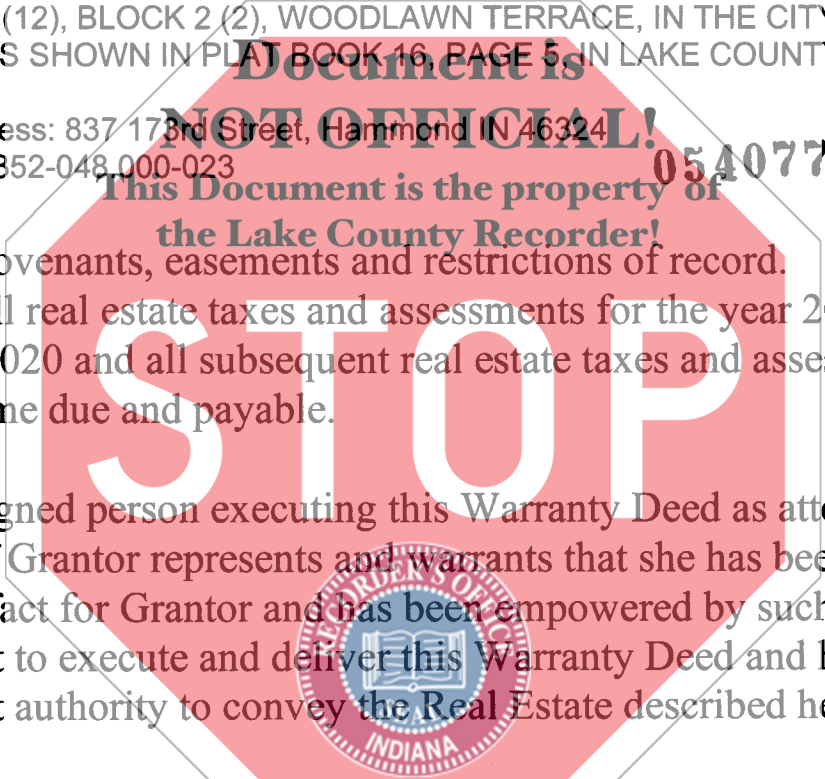 (12), BLOCK 2 (2), WOODLAWN TERRACE, IN THE CITY
S SHOWN IN PLAT BOOK 16, PAGE 5, IN LAKE COUNT
Document is
ess: 837 173rd Street, Hammond IN 46324
NOT OFFICIAL!
352-048.000-023
054077
This Document is the property of
the Lake County Recorder!
ovenants, easements and restrictions of record.
l real estate taxes and assessments for the year 2
020 and all subsequent real estate taxes and asse
me due and payable.
STOP
gned person executing this Warranty Deed as atto
Grantor represents and warrants that she has bee
act for Grantor and has been empowered by such
t to execute and deliver this Warranty Deed and h
t authority to convey the Real Estate described he
RECORDER'S OFFICE
SEAL
INDIANA